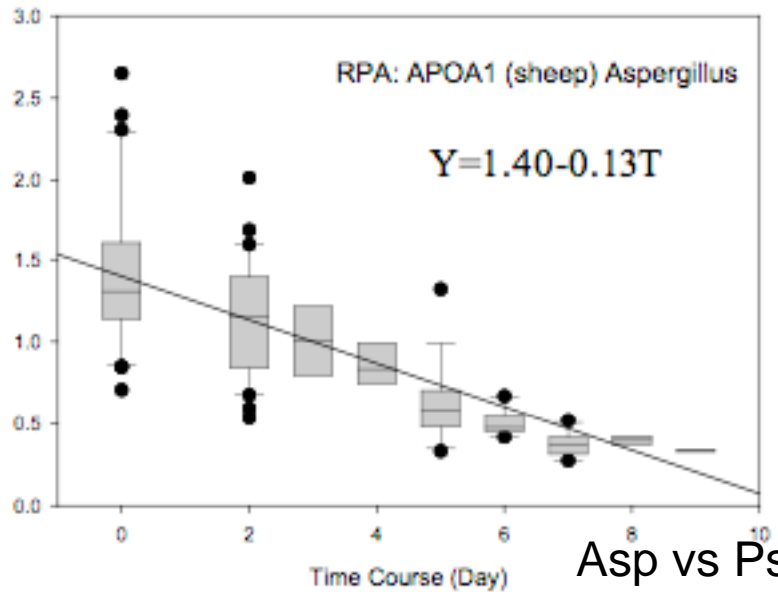 3.0
RPA: APOA1 (sheep) Aspergillus
2.5
Y=1.40-0.13T
2.0
1.5
1.0
0.5
0.0
0 2 4 6 8 10
Time Course (Day)
Asp vs Ps